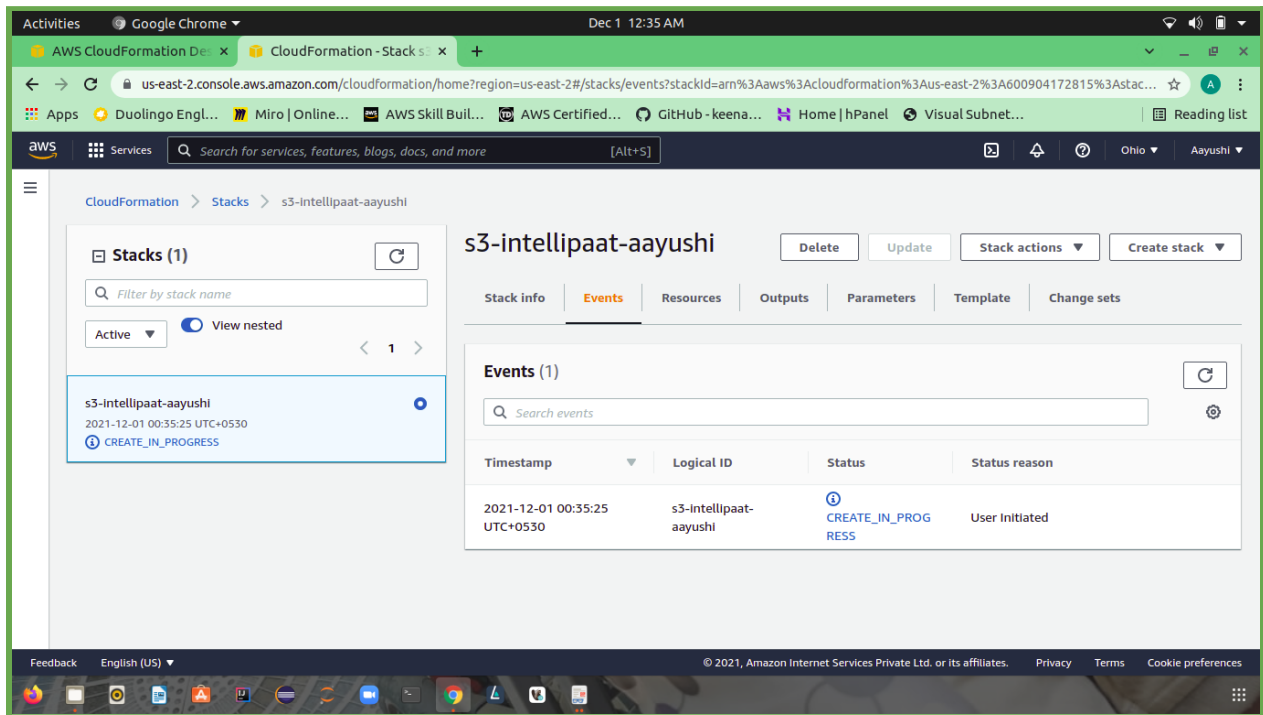 Activities Google Chrome Dec 1 12:35 AM
AWS CloudFormation Des CloudFormation - Stack s3
us-east-2.console.aws.amazon.com/cloudformation/home?region=us-east-2#/stacks/events?stackId=arn%3Aaws%3Acloudformation%3Aus-east-2%3A600904172815%3Astac... A
Apps Duolingo Engl... Miro | Online... AWS Skill Buil... AWS Certified... GitHub - keena... Home | hPanel Visual Subnet... Reading list
aws Services Search for services, features, blogs, docs, and more [Alt+S] Ohio Aayushi
CloudFormation Stacks s3-intellipaat-aayushi
Stacks (1)
Filter by stack name
Active View nested
1
s3-intellipaat-aayushi
2021-12-01 00:35:25 UTC+0530
CREATE_IN_PROGRESS
s3-intellipaat-aayushi Delete Update Stack actions Create stack
Stack info Events Resources Outputs Parameters Template Change sets
Events (1)
Search events
Timestamp Logical ID Status Status reason
2021-12-01 00:35:25 s3-intellipaat- CREATE_IN_PROG User Initiated
UTC+0530 aayushi RESS
Feedback English (US) © 2021, Amazon Internet Services Private Ltd. or its affiliates. Privacy Terms Cookie preferences